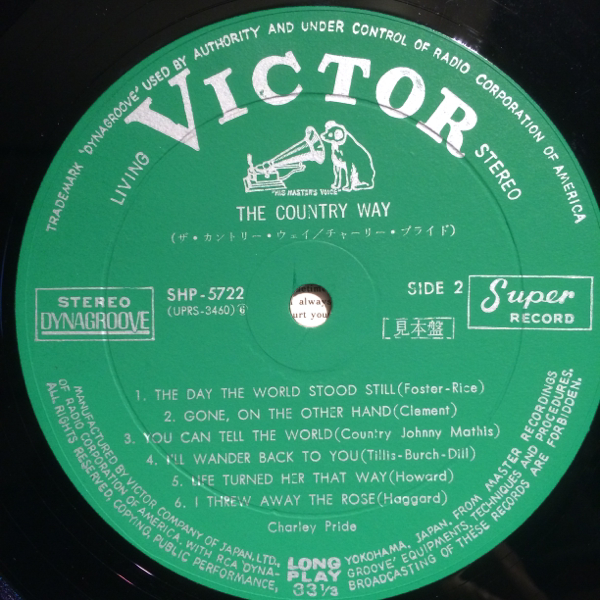 TRADEMARK "DYNAGROOVE" USED BY AUTHORITY AND UNDER CONTROL OF RADIO CORPORATION OF AMERICA
LIVING VICTOR STEREO
"HIS MASTER'S VOICE"
THE COUNTRY WAY
(ザ・カントリー・ウェイ/チャーリー・プライド)
STEREO
DYNAGROOVE
SHP-5722
(UPRS-3460)
SIDE 2
Super
RECORD
見本盤
i always
urt you
1. THE DAY THE WORLD STOOD STILL (Foster-Rice)
2. GONE, ON THE OTHER HAND (Clement)
3. YOU CAN TELL THE WORLD (Country Johnny Mathis)
4. I'LL WANDER BACK TO YOU (Tillis-Burch-Dill)
5. LIFE TURNED HER THAT WAY (Howard)
6. I THREW AWAY THE ROSE (Haggard)
Charley Pride
MANUFACTURED BY VICTOR COMPANY OF JAPAN, LTD., YOKOHAMA, JAPAN, FROM MASTER RECORDINGS
OF RADIO CORPORATION OF AMERICA, WITH RCA "DYNA-GROOVE" EQUIPMENTS, TECHNIQUES AND PROCEDURES.
ALL RIGHTS RESERVED, COPYING, PUBLIC PERFORMANCE, BROADCASTING OF THESE RECORDS ARE FORBIDDEN.
LONG
PLAY
33 1/3